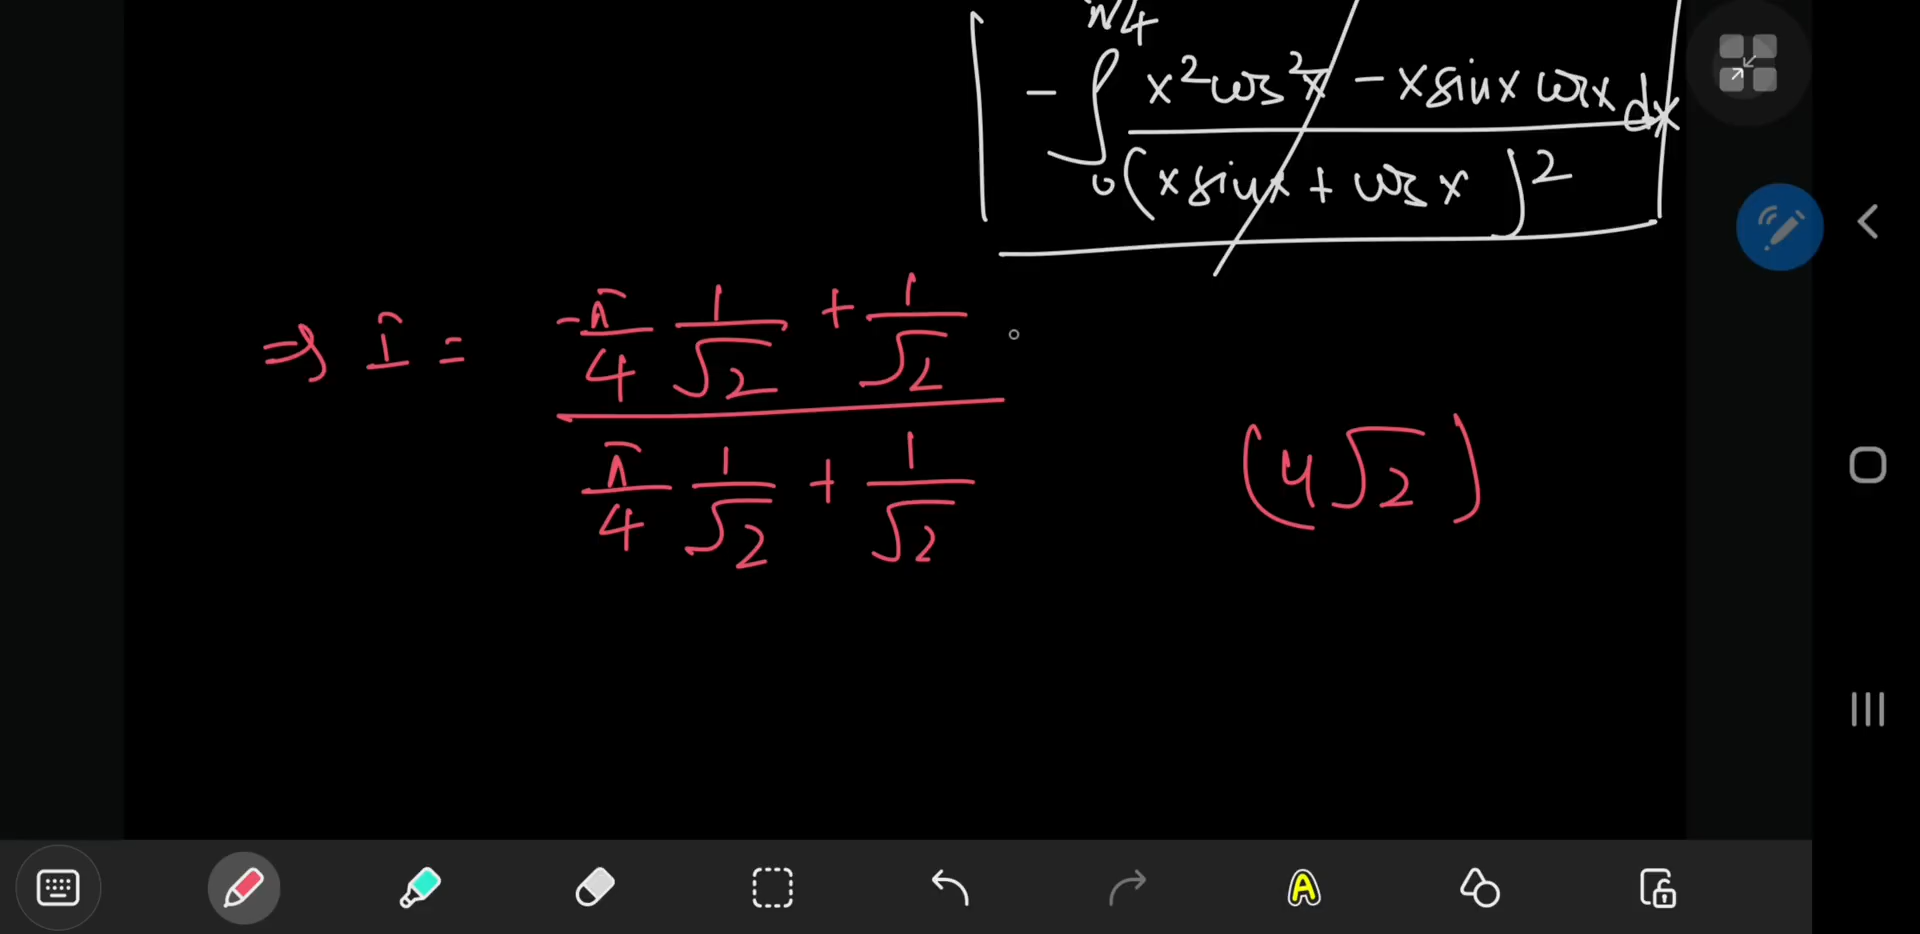 π/4
- ∫ x²cos²x - x sinx cosx dx
0 (x sinx + cos x)²
⇒ I = -π/4 1/√2 + 1/√2
π/4 1/√2 + 1/√2
(4√2)
A